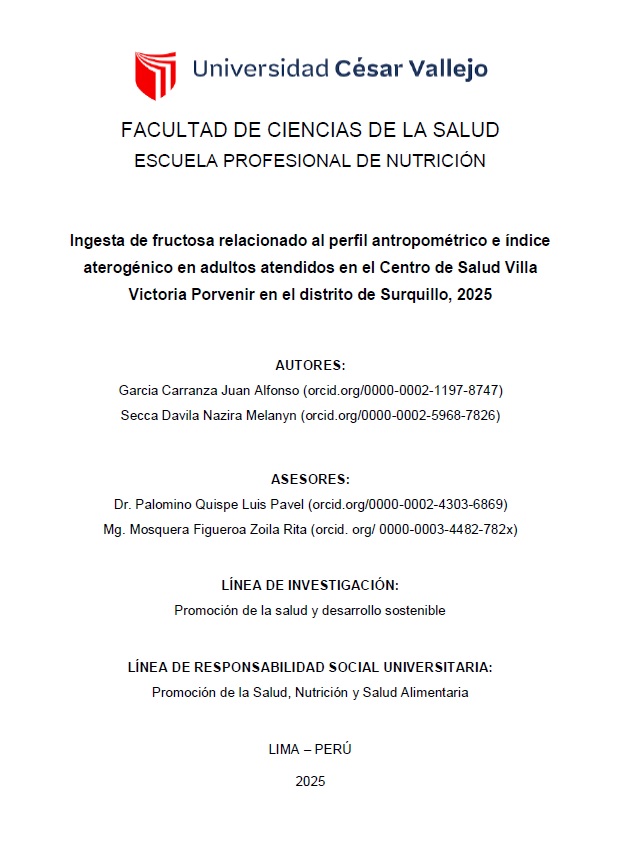 Universidad César Vallejo
FACULTAD DE CIENCIAS DE LA SALUD
ESCUELA PROFESIONAL DE NUTRICIÓN
Ingesta de fructosa relacionado al perfil antropométrico e índice
aterogénico en adultos atendidos en el Centro de Salud Villa
Victoria Porvenir en el distrito de Surquillo, 2025
AUTORES:
Garcia Carranza Juan Alfonso (orcid.org/0000-0002-1197-8747)
Secca Davila Nazira Melanyn (orcid.org/0000-0002-5968-7826)
ASESORES:
Dr. Palomino Quispe Luis Pavel (orcid.org/0000-0002-4303-6869)
Mg. Mosquera Figueroa Zoila Rita (orcid. org/ 0000-0003-4482-782x)
LÍNEA DE INVESTIGACIÓN:
Promoción de la salud y desarrollo sostenible
LÍNEA DE RESPONSABILIDAD SOCIAL UNIVERSITARIA:
Promoción de la Salud, Nutrición y Salud Alimentaria
LIMA – PERÚ
2025